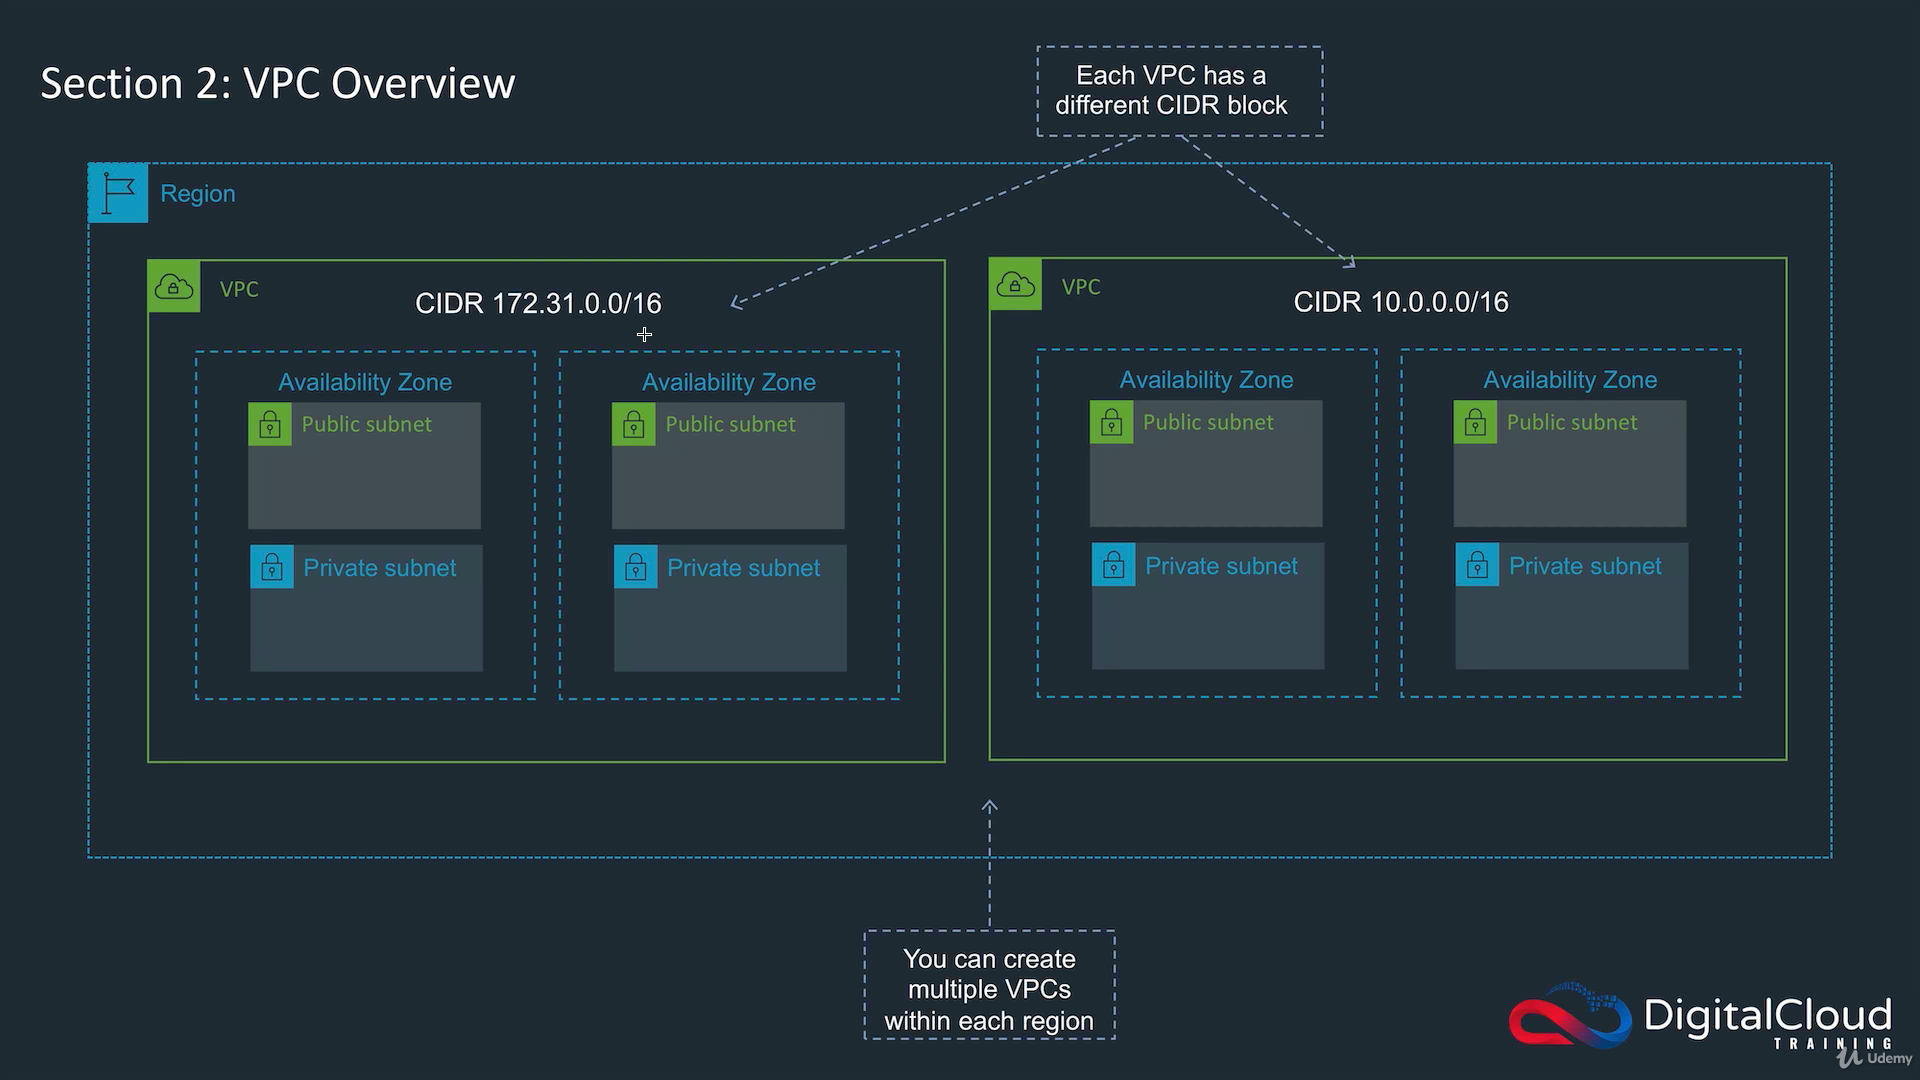 Section 2: VPC Overview
Each VPC has a
different CIDR block
Region
VPC
CIDR 172.31.0.0/16
Availability Zone
Public subnet
Private subnet
Availability Zone
Public subnet
Private subnet
VPC
CIDR 10.0.0.0/16
Availability Zone
Public subnet
Private subnet
Availability Zone
Public subnet
Private subnet
You can create
multiple VPCs
within each region
DigitalCloud
TRAINING
Udemy